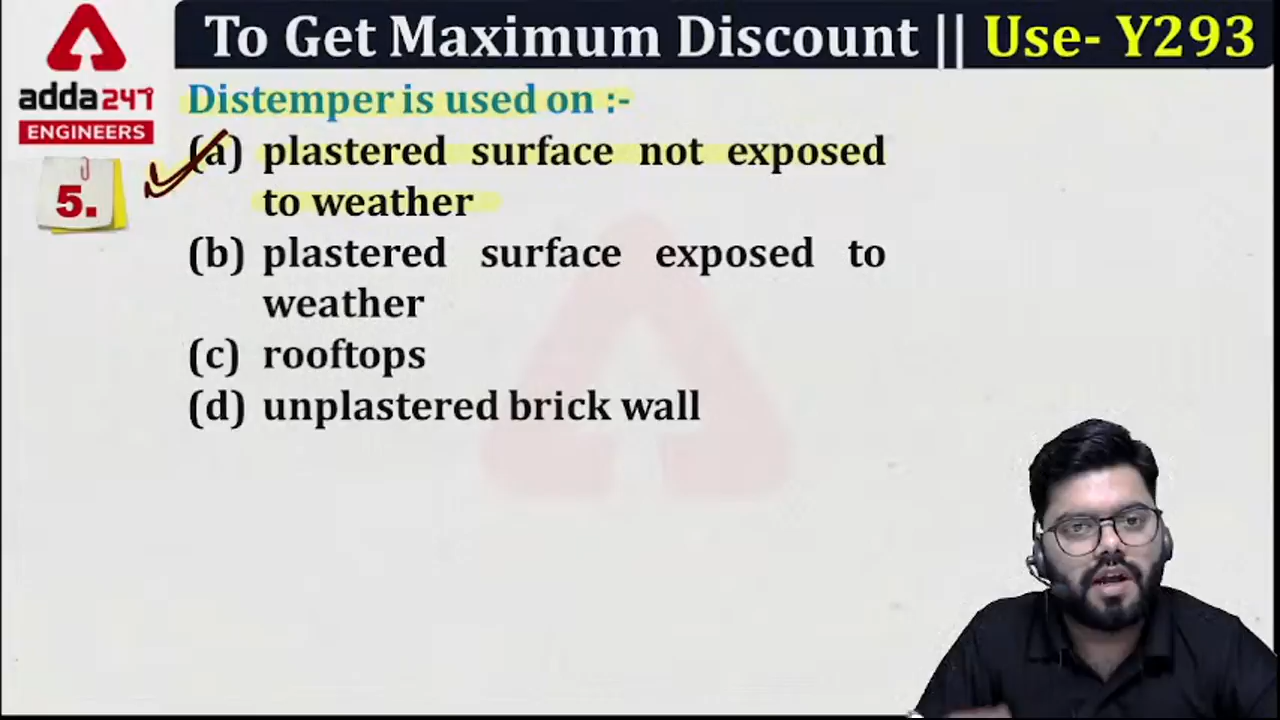 To Get Maximum Discount || Use- Y293
adda247
ENGINEERS
5.
Distemper is used on :-
(a) plastered surface not exposed
to weather
(b) plastered surface exposed to
weather
(c) rooftops
(d) unplastered brick wall